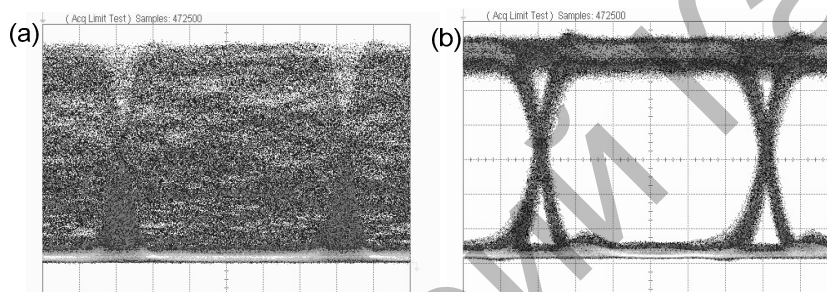 ( Acq Limit Test ) Samples: 472500
(a)
( Acq Limit Test ) Samples: 472500
(b)